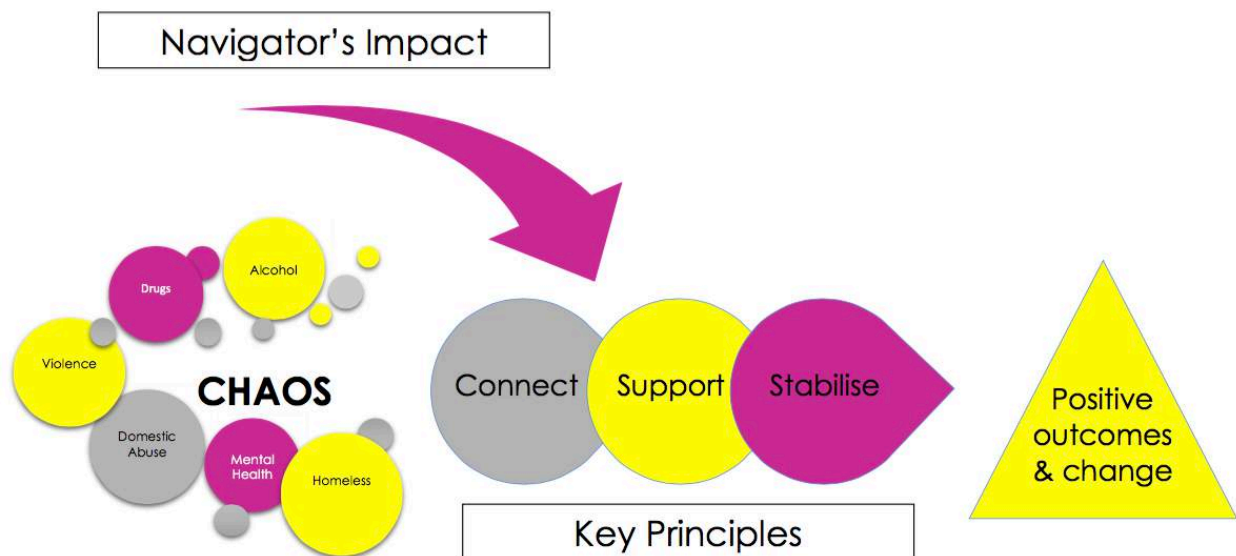 Navigator's Impact
Drugs
Alcohol
Violence
CHAOS
Domestic
Abuse
Mental
Health
Homeless
Connect
Support
Stabilise
Key Principles
Positive
outcomes
& change